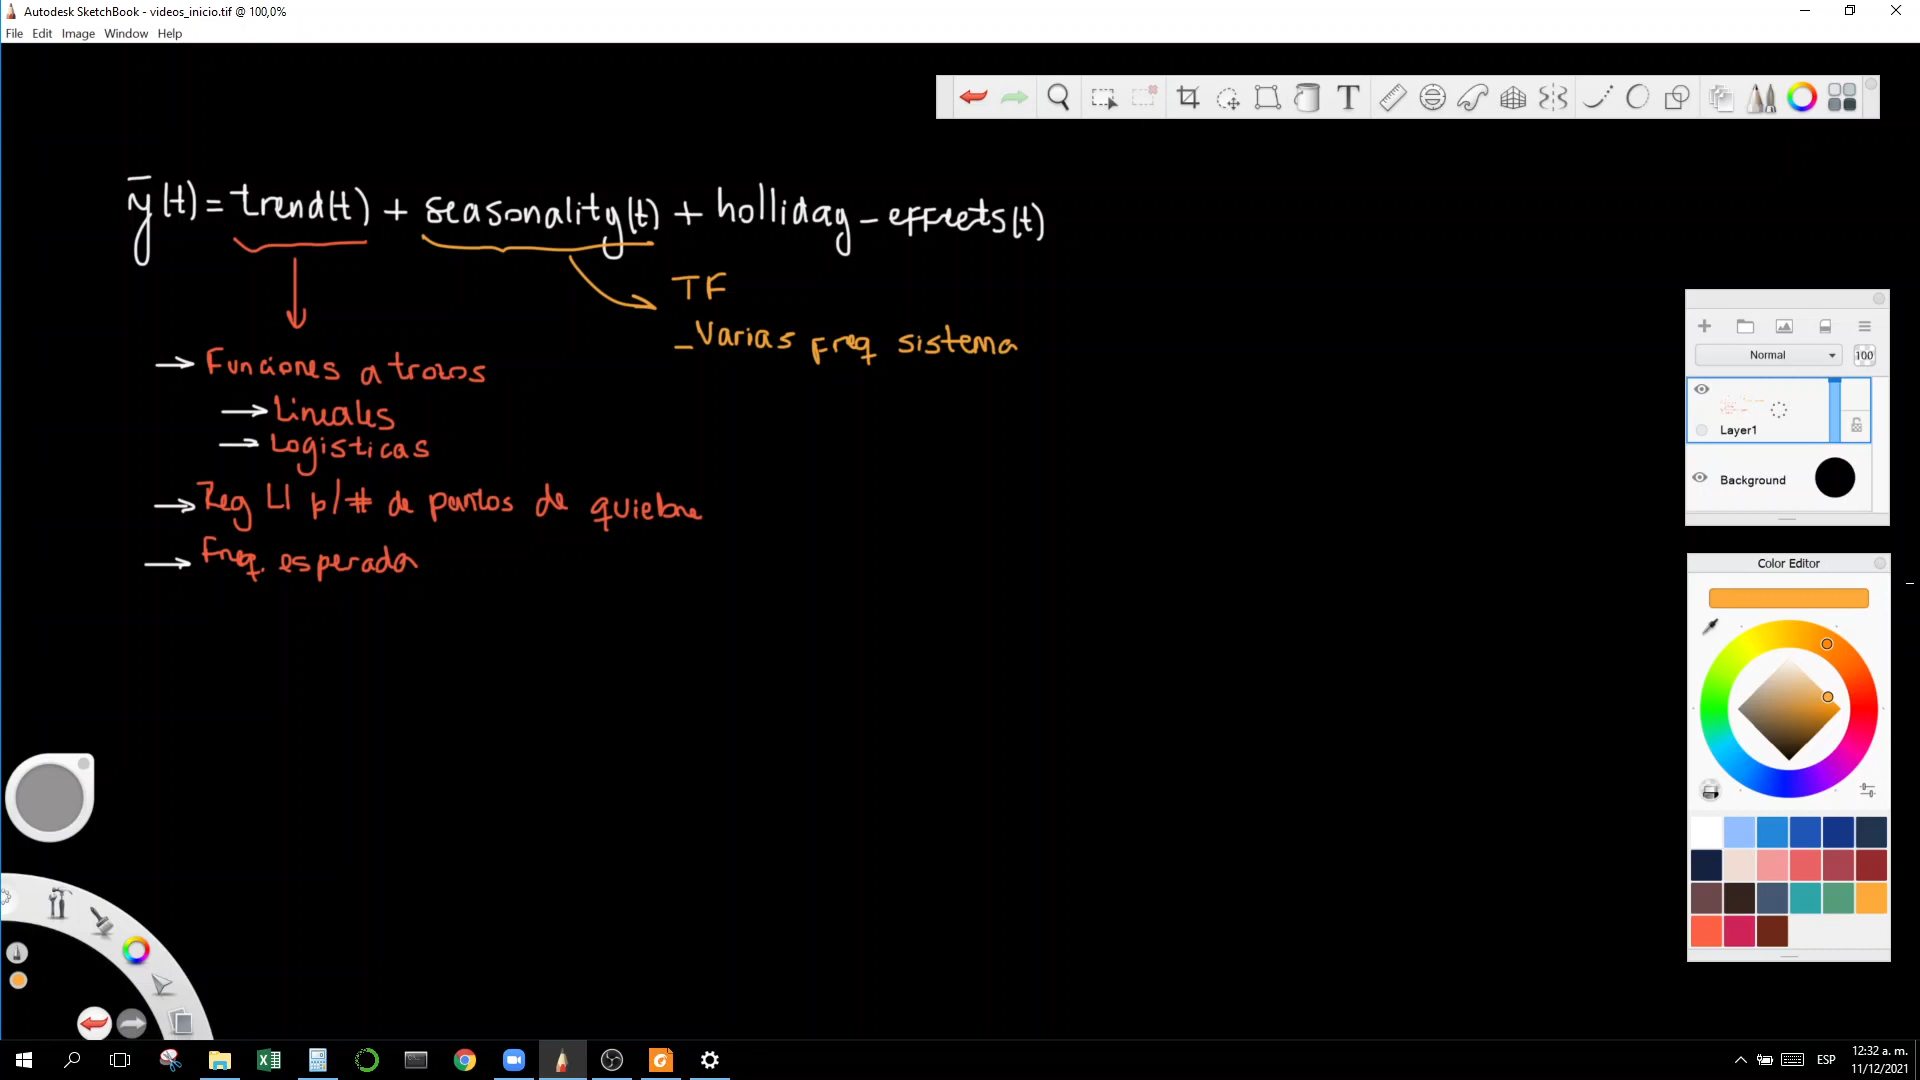 Autodesk SketchBook - videos_inicio.tif @ 100,0%
File Edit Image Window Help
ȳ(t) = trend(t) + seasonality(t) + holliday - effects(t)
TF
- Varias freq sistema
→ Funciones a trozos
→ Lineales
→ Logisticas
→ Reg L1 p/ # de puntos de quiebre
→ Freq. esperada
Normal 100
Layer1
Background
Color Editor
ESP
12:32 a. m.
11/12/2021